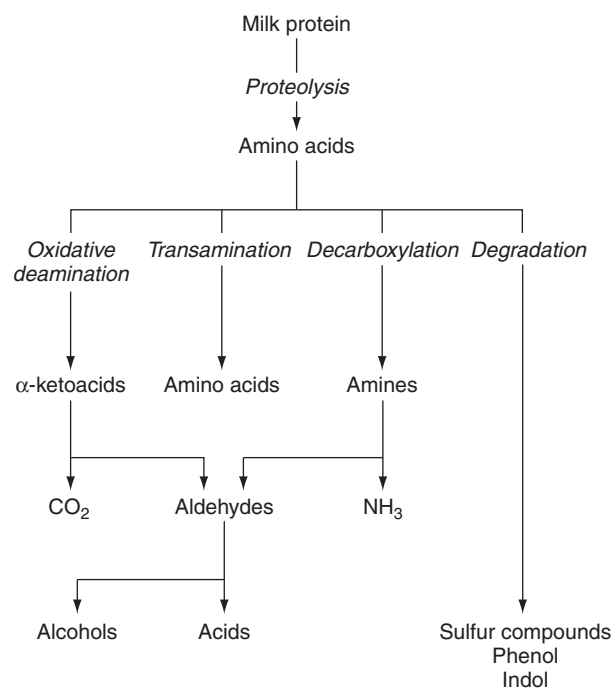 Milk protein
Proteolysis
Amino acids
Oxidative
deamination
Transamination
Decarboxylation
Degradation
α-ketoacids
Amino acids
Amines
CO₂
Aldehydes
NH₃
Alcohols
Acids
Sulfur compounds
Phenol
Indol